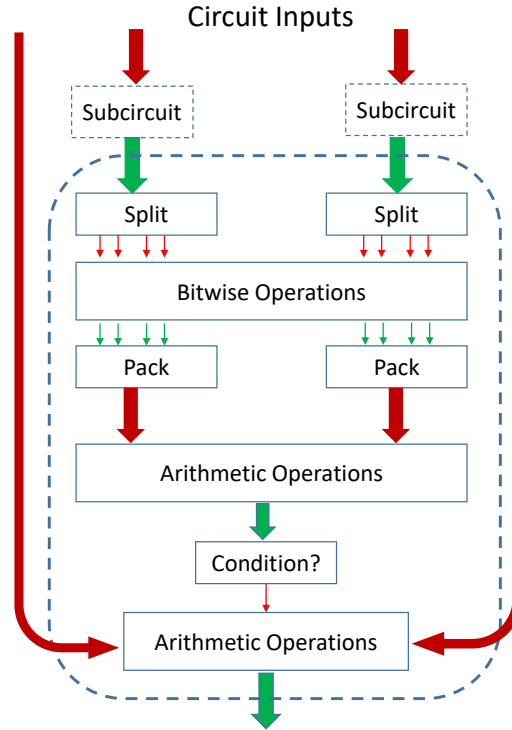 Circuit Inputs
Subcircuit
Subcircuit
Split
Split
Bitwise Operations
Pack
Pack
Arithmetic Operations
Condition?
Arithmetic Operations